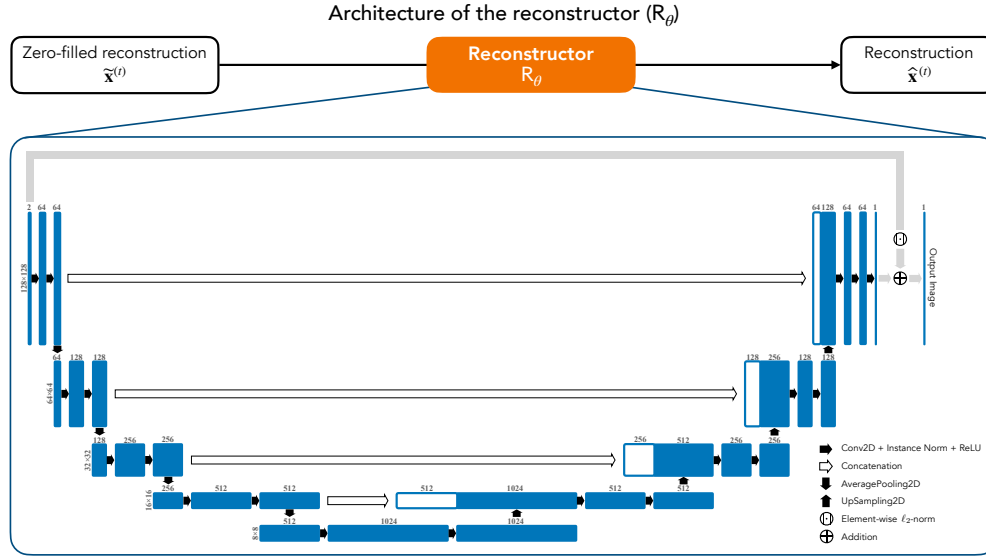 Architecture of the reconstructor (R_θ)
Zero-filled reconstruction
x̃^(t)
Reconstructor
R_θ
Reconstruction
x̂^(t)
2 64 64
128×128
64 128 64 64 1 1
Output Image
64 128 128
64×64
128 256 128 128
128 256 256
32×32
256 512 256 256
256 512 512
16×16
512 1024 512 512
512 1024 1024
8×8
Conv2D + Instance Norm + ReLU
Concatenation
AveragePooling2D
UpSampling2D
Element-wise ℓ₂-norm
Addition